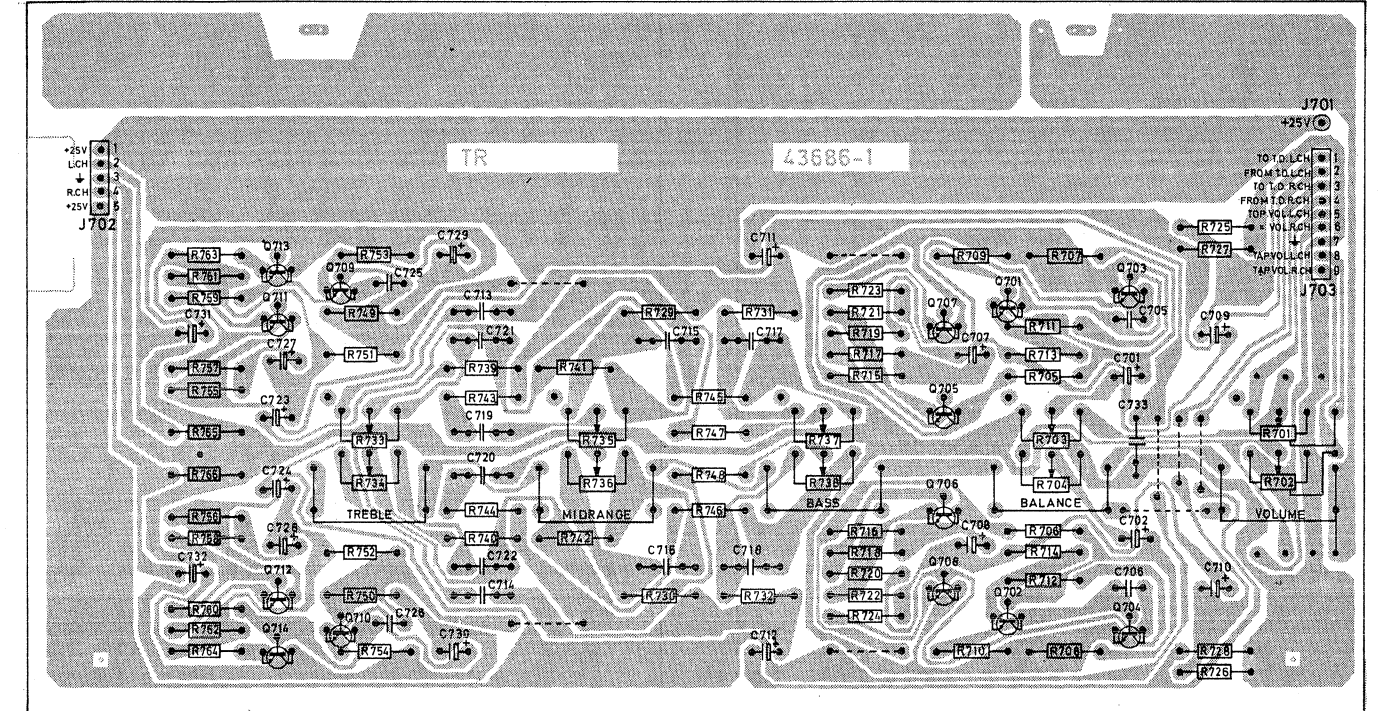 J701
+25V
TR
43686-1
+25V 1
L.CH 2
⏚ 3
R.CH 4
+25V 5
J702
TO T.D. L.CH 1
FROM T.D. L.CH 2
TO T.D. R.CH 3
FROM T.D. R.CH 4
TOP VOL. L.CH 5
" VOL. R.CH 6
⏚ 7
TAP VOL. L.CH 8
TAP VOL. R.CH 9
J703
R763
Q713
R753
C729
C711
R709
R707
Q703
R725
R727
R761
Q709
C725
R759
Q711
R749
C713
R729
R731
R723
Q707
Q701
R721
R711
C705
C731
C721
C715
C717
R719
C707
C709
C727
R751
R717
R713
R757
R739
R741
R715
R705
C701
R755
C723
R743
R745
Q705
C733
R765
R733
C719
R735
R747
R737
R703
R701
R766
C724
R734
C720
R736
R748
R738
R704
R702
R756
TREBLE
R744
MIDRANGE
R746
BASS
Q706
BALANCE
VOLUME
R758
C728
R740
R742
R716
C708
R706
C702
R752
C722
C716
C718
R718
R714
C732
Q712
R720
Q708
R712
C706
C710
R760
R750
C714
R730
R732
R722
Q702
Q704
R762
Q710
C726
R724
Q714
R764
R754
C730
C712
R710
R708
R728
R726